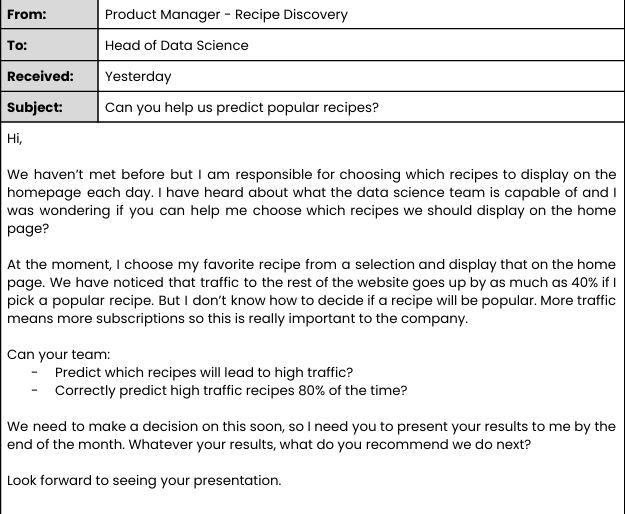 From: Product Manager - Recipe Discovery
To: Head of Data Science
Received: Yesterday
Subject: Can you help us predict popular recipes?
Hi,
We haven’t met before but I am responsible for choosing which recipes to display on the
homepage each day. I have heard about what the data science team is capable of and I
was wondering if you can help me choose which recipes we should display on the home
page?
At the moment, I choose my favorite recipe from a selection and display that on the home
page. We have noticed that traffic to the rest of the website goes up by as much as 40% if I
pick a popular recipe. But I don’t know how to decide if a recipe will be popular. More traffic
means more subscriptions so this is really important to the company.
Can your team:
- Predict which recipes will lead to high traffic?
- Correctly predict high traffic recipes 80% of the time?
We need to make a decision on this soon, so I need you to present your results to me by the
end of the month. Whatever your results, what do you recommend we do next?
Look forward to seeing your presentation.